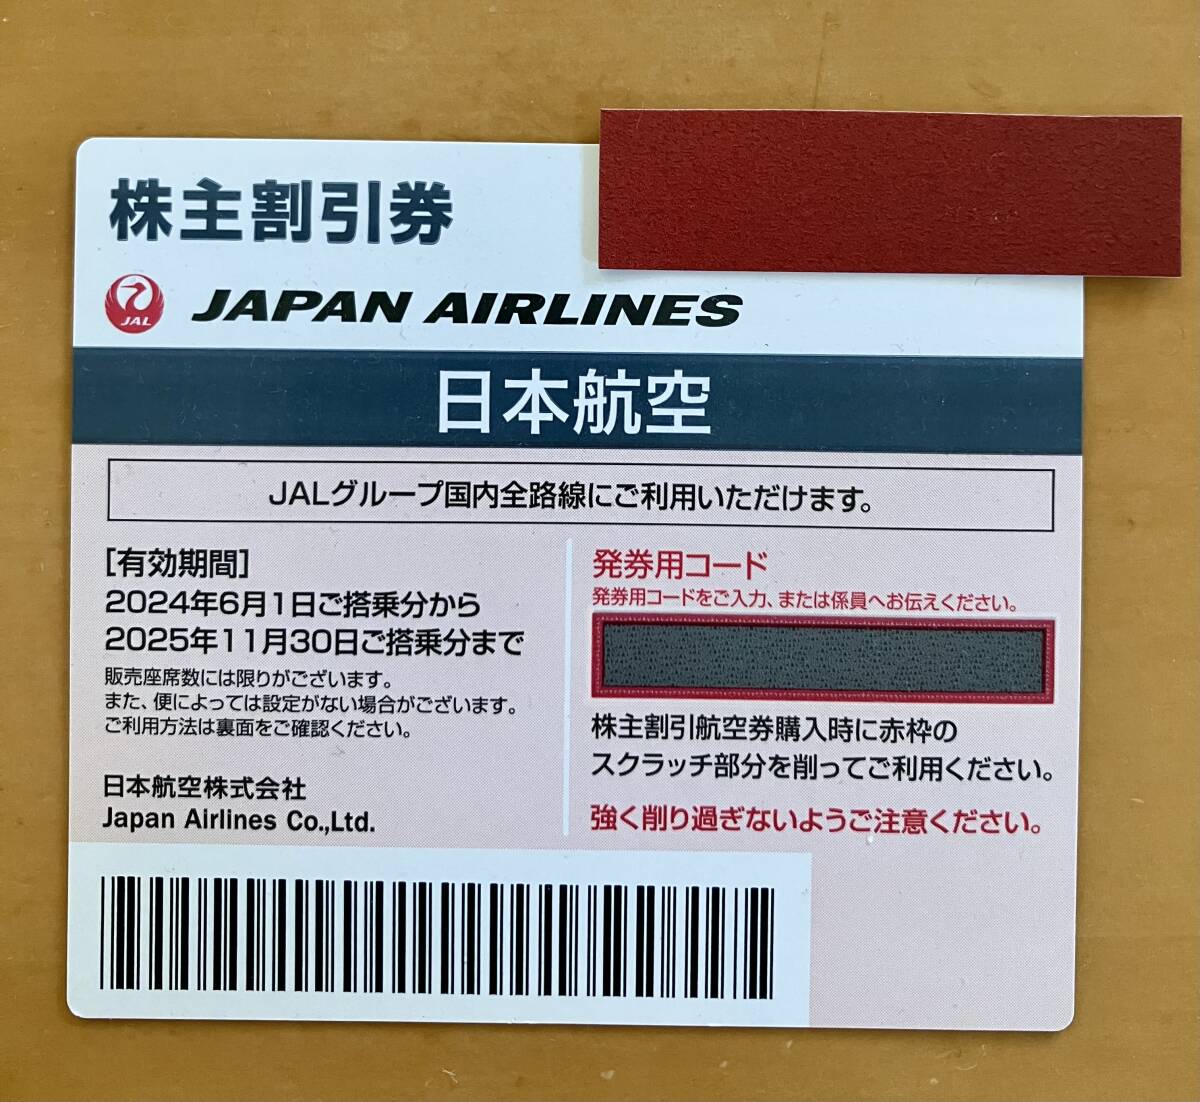 株主割引券
JAL
JAPAN AIRLINES
日本航空
JALグループ国内全路線にご利用いただけます。
[有効期間]
2024年6月1日ご搭乗分から
2025年11月30日ご搭乗分まで
販売座席数には限りがございます。
また、便によっては設定がない場合がございます。
ご利用方法は裏面をご確認ください。
日本航空株式会社
Japan Airlines Co.,Ltd.
発券用コード
発券用コードをご入力、または係員へお伝えください。
株主割引航空券購入時に赤枠の
スクラッチ部分を削ってご利用ください。
強く削り過ぎないようご注意ください。